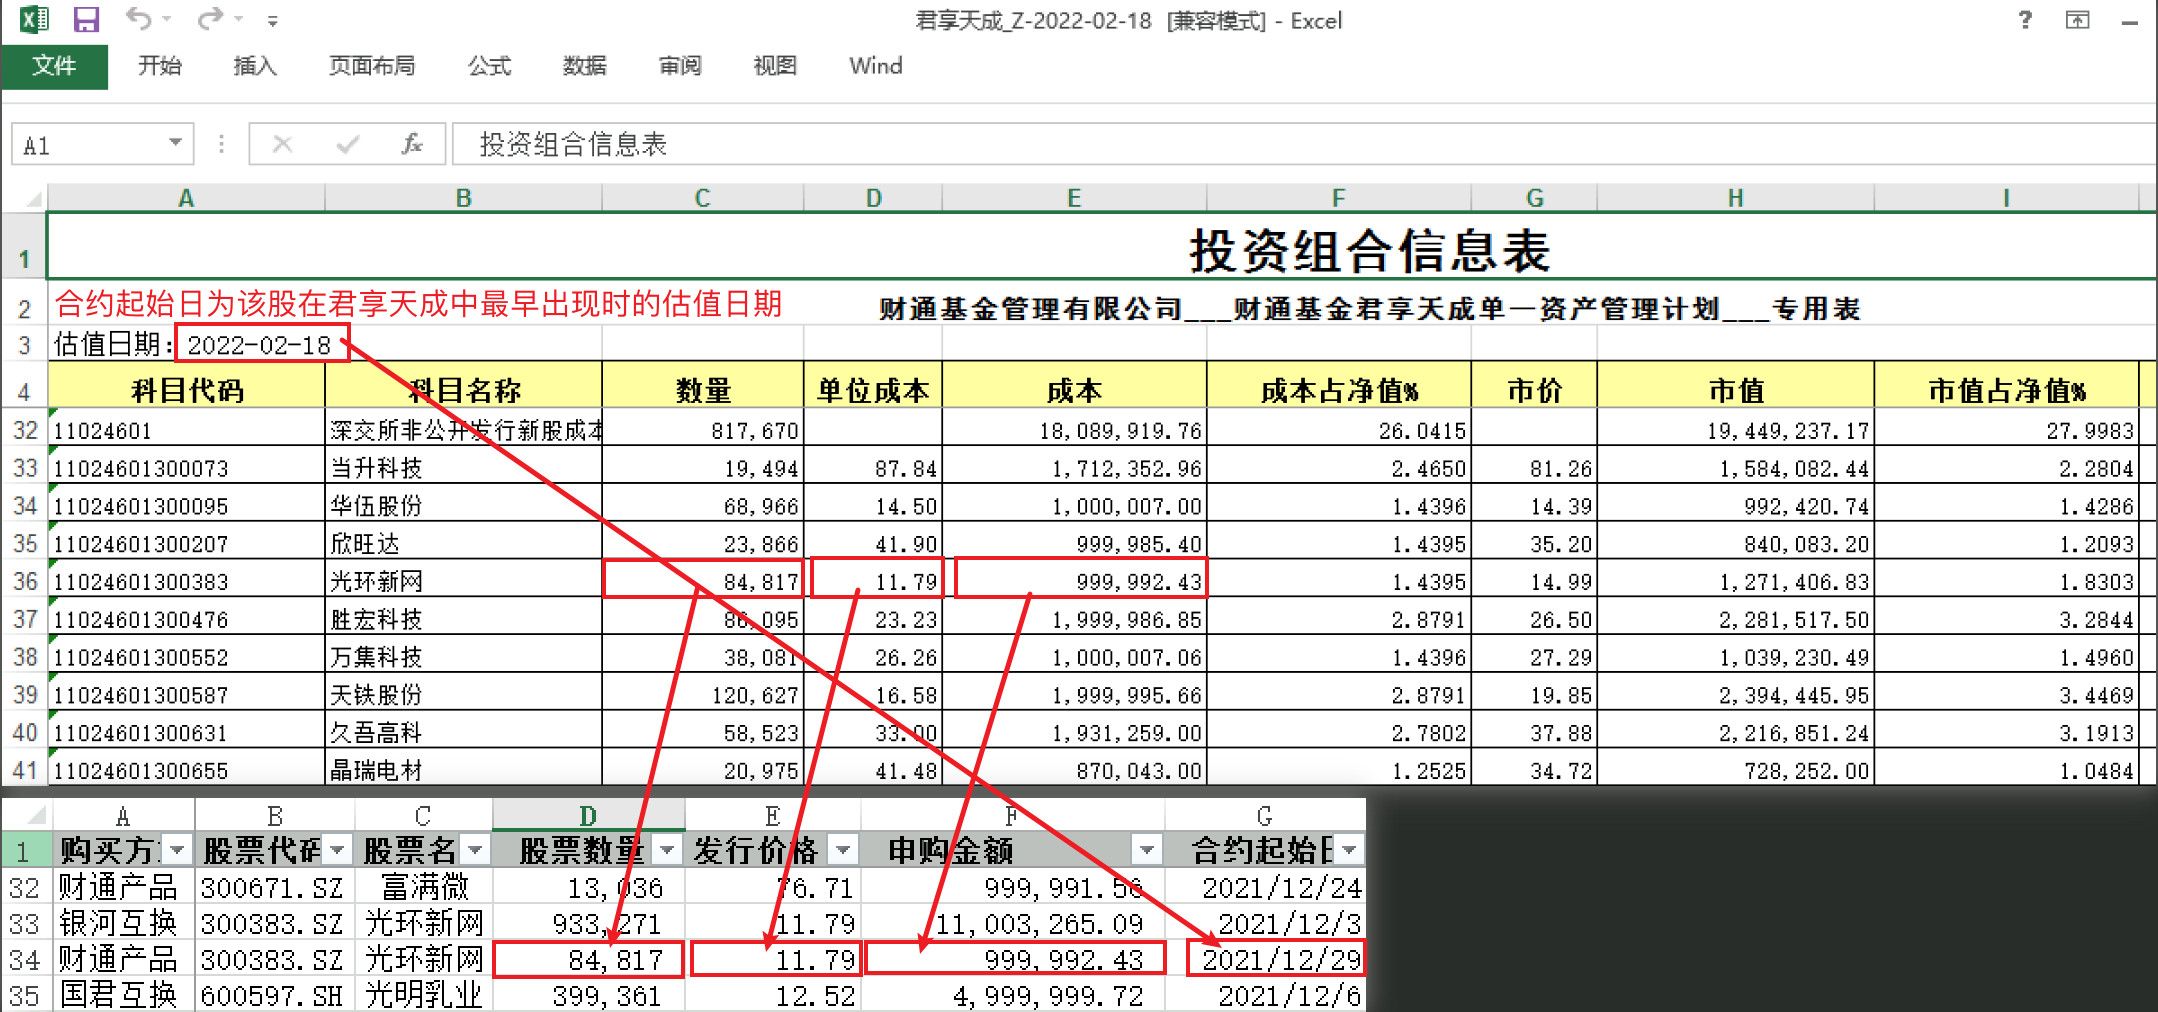 君享天成_Z-2022-02-18 [兼容模式] - Excel
?
文件 开始 插入 页面布局 公式 数据 审阅 视图 Wind
A1 fx 投资组合信息表
A B C D E F G H I
1 投资组合信息表
2 合约起始日为该股在君享天成中最早出现时的估值日期 财通基金管理有限公司___财通基金君享天成单一资产管理计划___专用表
3 估值日期: 2022-02-18
4 科目代码 科目名称 数量 单位成本 成本 成本占净值% 市价 市值 市值占净值%
32 11024601 深交所非公开发行新股成本 817,670 18,089,919.76 26.0415 19,449,237.17 27.9983
33 11024601300073 当升科技 19,494 87.84 1,712,352.96 2.4650 81.26 1,584,082.44 2.2804
34 11024601300095 华伍股份 68,966 14.50 1,000,007.00 1.4396 14.39 992,420.74 1.4286
35 11024601300207 欣旺达 23,866 41.90 999,985.40 1.4395 35.20 840,083.20 1.2093
36 11024601300383 光环新网 84,817 11.79 999,992.43 1.4395 14.99 1,271,406.83 1.8303
37 11024601300476 胜宏科技 86,095 23.23 1,999,986.85 2.8791 26.50 2,281,517.50 3.2844
38 11024601300552 万集科技 38,081 26.26 1,000,007.06 1.4396 27.29 1,039,230.49 1.4960
39 11024601300587 天铁股份 120,627 16.58 1,999,995.66 2.8791 19.85 2,394,445.95 3.4469
40 11024601300631 久吾高科 58,523 33.00 1,931,259.00 2.7802 37.88 2,216,851.24 3.1913
41 11024601300655 晶瑞电材 20,975 41.48 870,043.00 1.2525 34.72 728,252.00 1.0484
A B C D E F G
1 购买方 股票代码 股票名 股票数量 发行价格 申购金额 合约起始日
32 财通产品 300671.SZ 富满微 13,036 76.71 999,991.56 2021/12/24
33 银河互换 300383.SZ 光环新网 933,271 11.79 11,003,265.09 2021/12/3
34 财通产品 300383.SZ 光环新网 84,817 11.79 999,992.43 2021/12/29
35 国君互换 600597.SH 光明乳业 399,361 12.52 4,999,999.72 2021/12/6